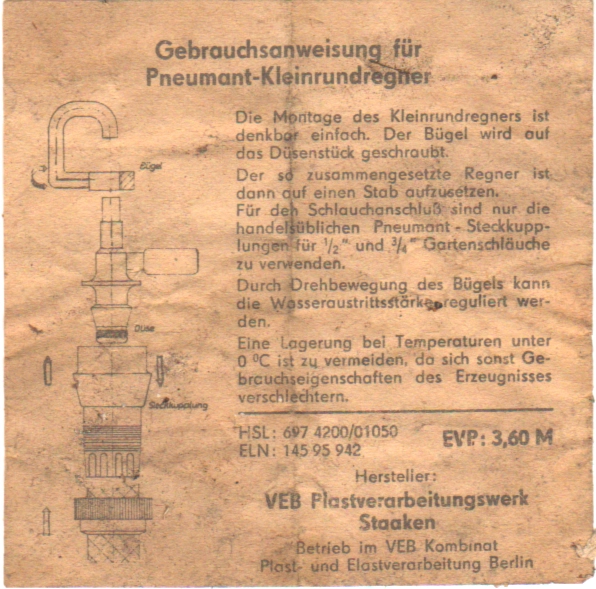 Gebrauchsanweisung für
Pneumant-Kleinrundregner
Die Montage des Kleinrundregners ist
denkbar einfach. Der Bügel wird auf
das Düsenstück geschraubt.
Der so zusammengesetzte Regner ist
dann auf einen Stab aufzusetzen.
Für den Schlauchanschluß sind nur die
handelsüblichen Pneumant-Steckkupp-
lungen für 1/2" und 3/4" Gartenschläuche
zu verwenden.
Durch Drehbewegung des Bügels kann
die Wasseraustrittsstärke reguliert wer-
den.
Eine Lagerung bei Temperaturen unter
0 °C ist zu vermeiden, da sich sonst Ge-
brauchseigenschaften des Erzeugnisses
verschlechtern.
Bügel
Düse
Steckkupplung
HSL: 697 4200/01050
ELN: 145 95 942
EVP: 3,60 M
Hersteller:
VEB Plastverarbeitungswerk
Staaken
Betrieb im VEB Kombinat
Plast- und Elastverarbeitung Berlin